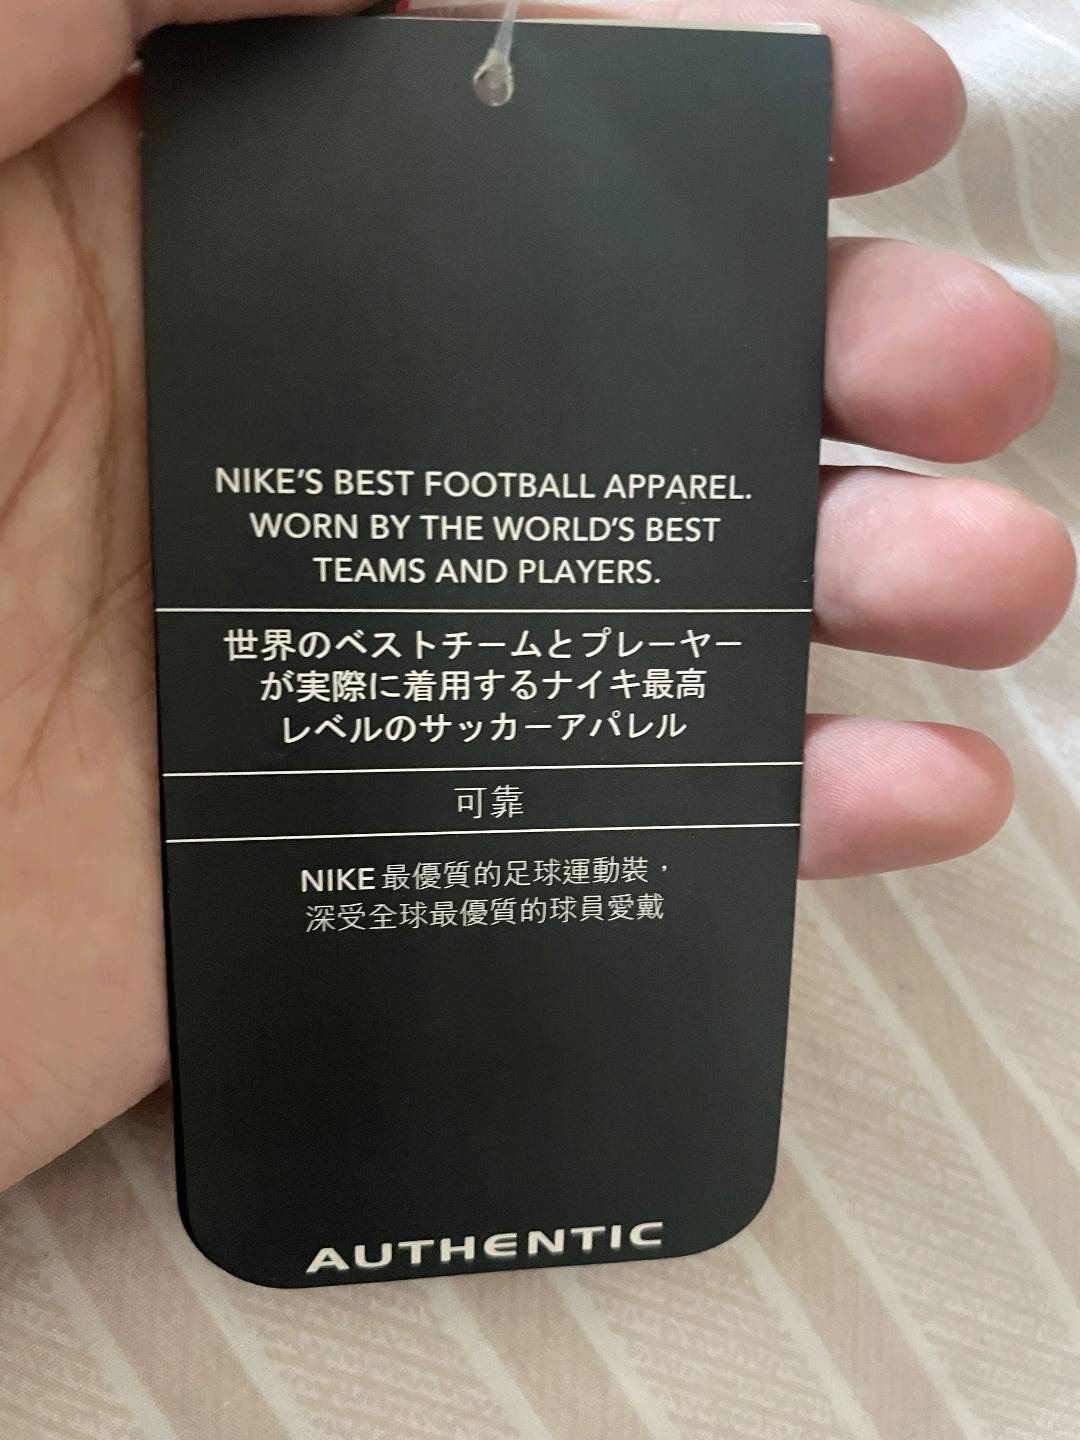 NIKE'S BEST FOOTBALL APPAREL.
WORN BY THE WORLD'S BEST
TEAMS AND PLAYERS.
世界のベストチームとプレーヤー
が実際に着用するナイキ最高
レベルのサッカーアパレル
可靠
NIKE 最優質的足球運動裝，
深受全球最優質的球員愛戴
AUTHENTIC